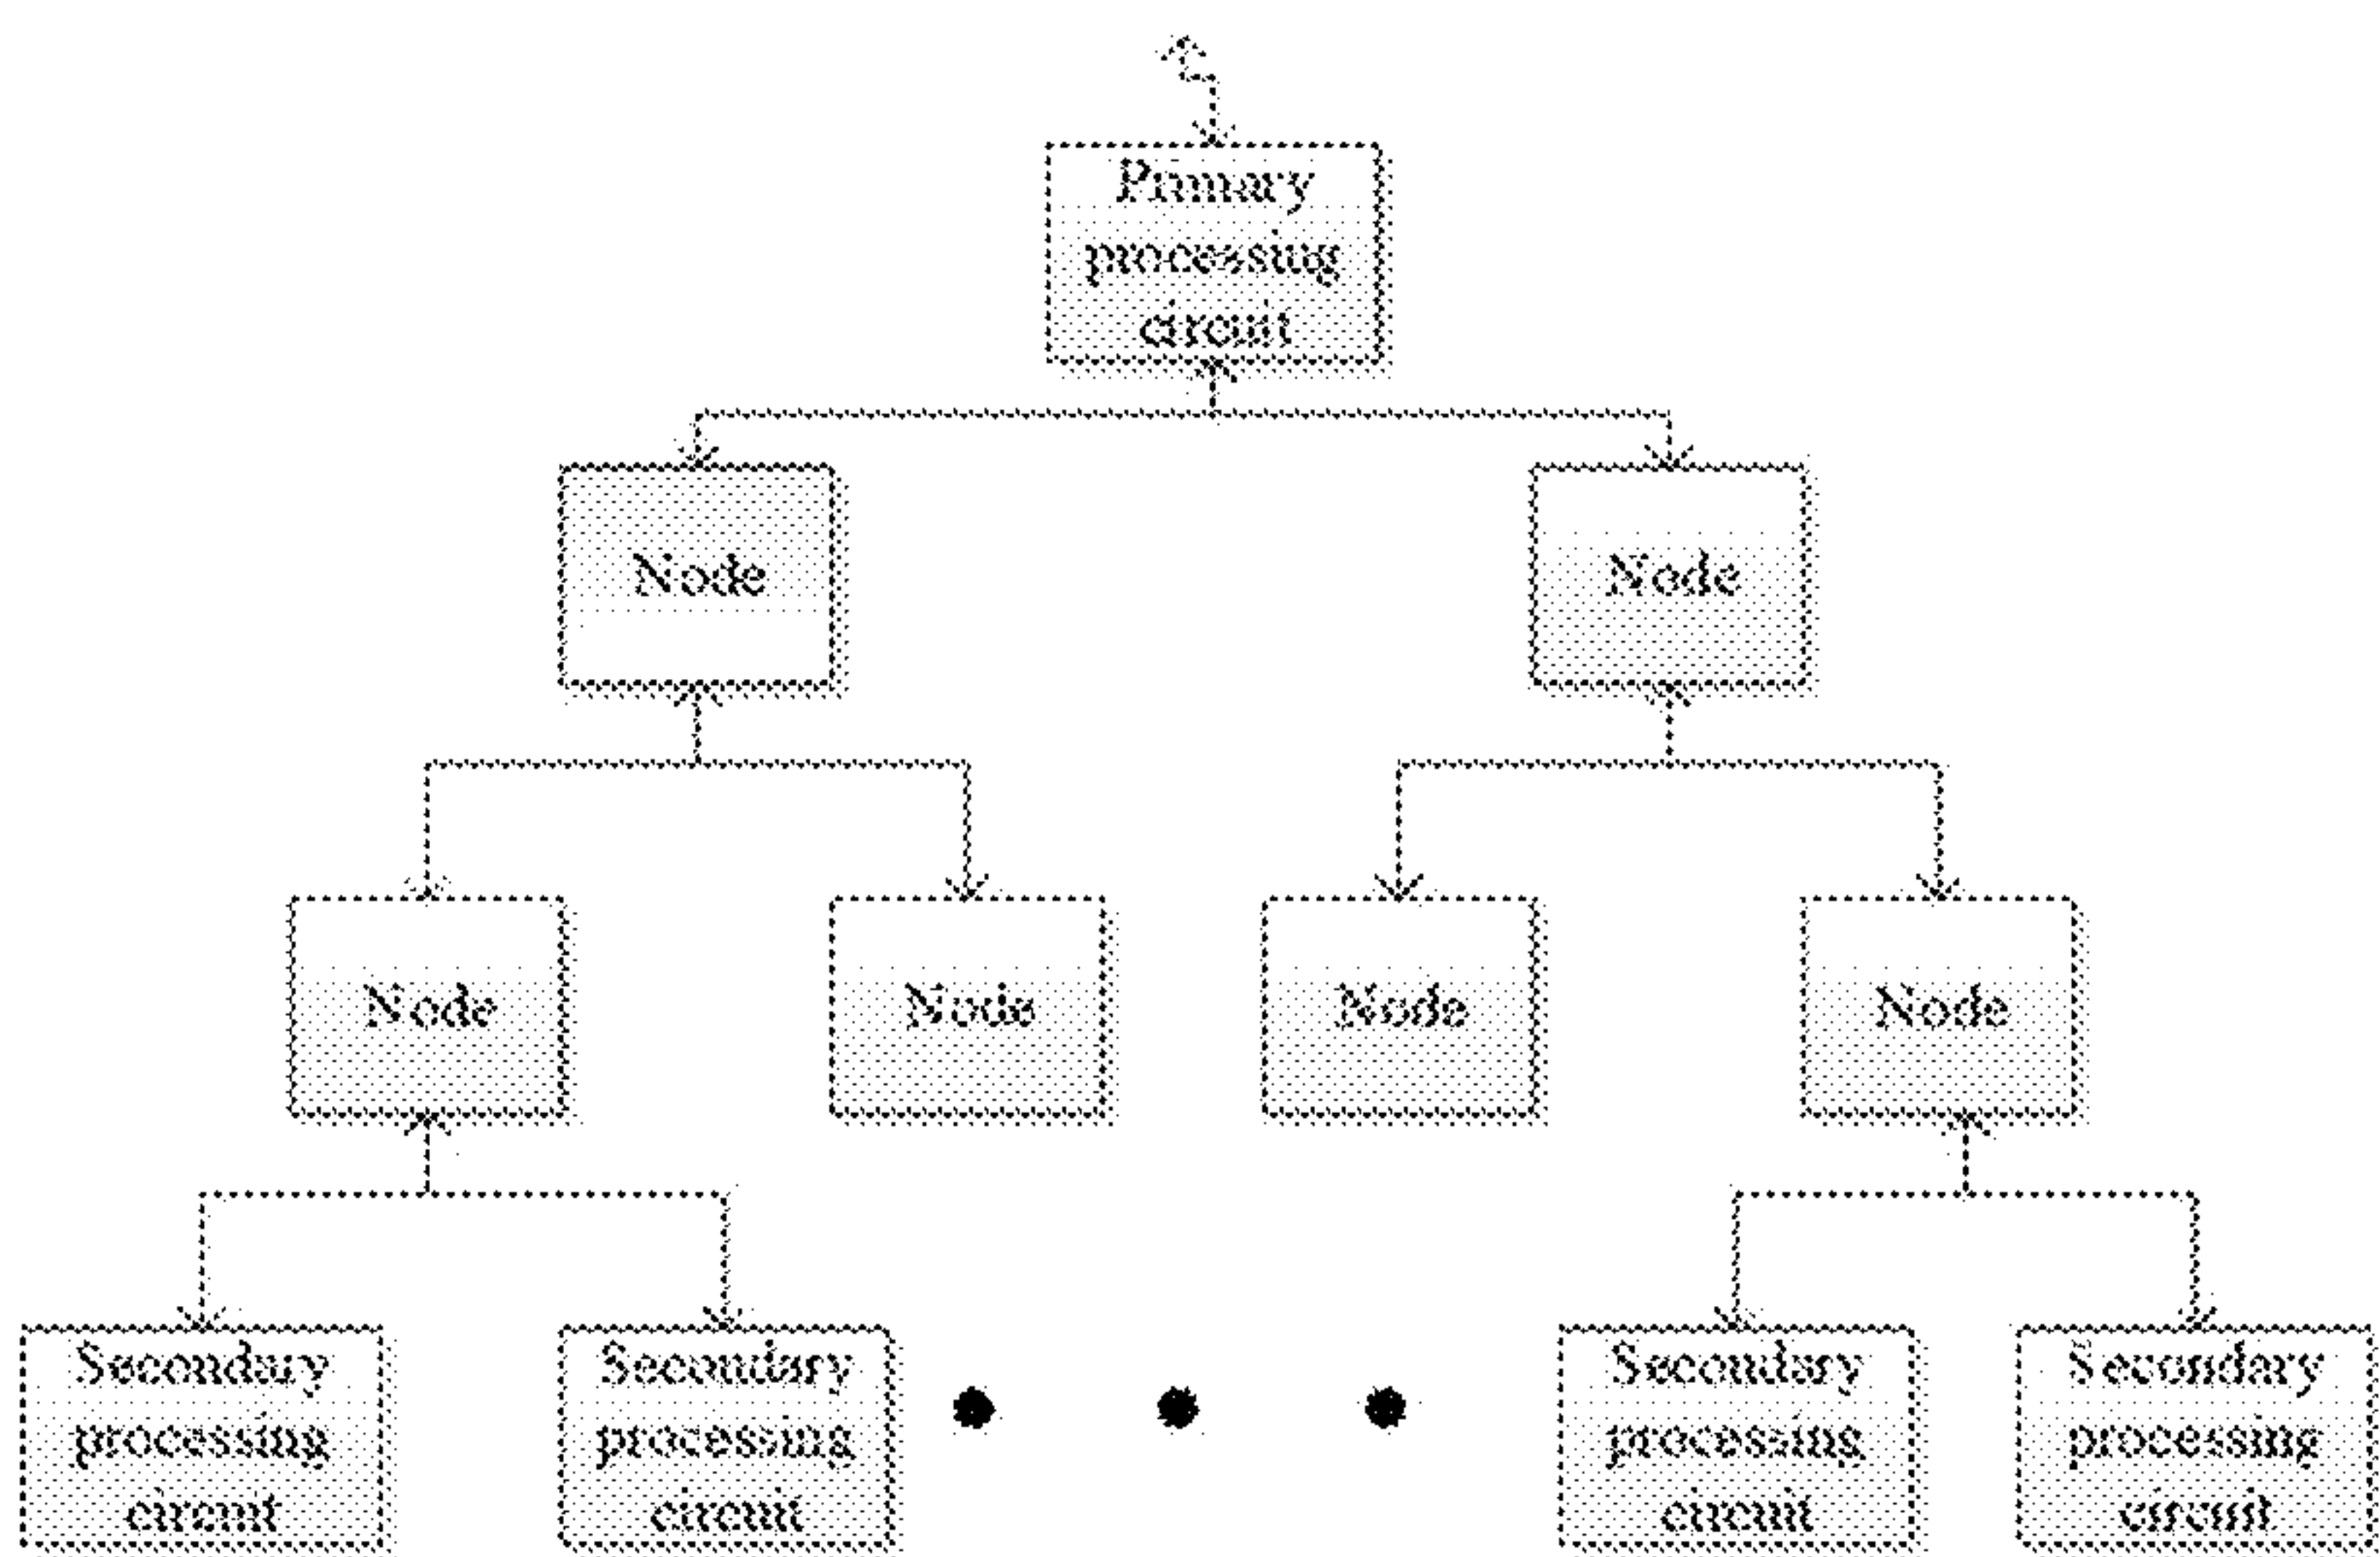 Primary
processing
circuit
Node
Node
Node
Node
Node
Node
Secondary
processing
circuit
Secondary
processing
circuit
Secondary
processing
circuit
Secondary
processing
circuit